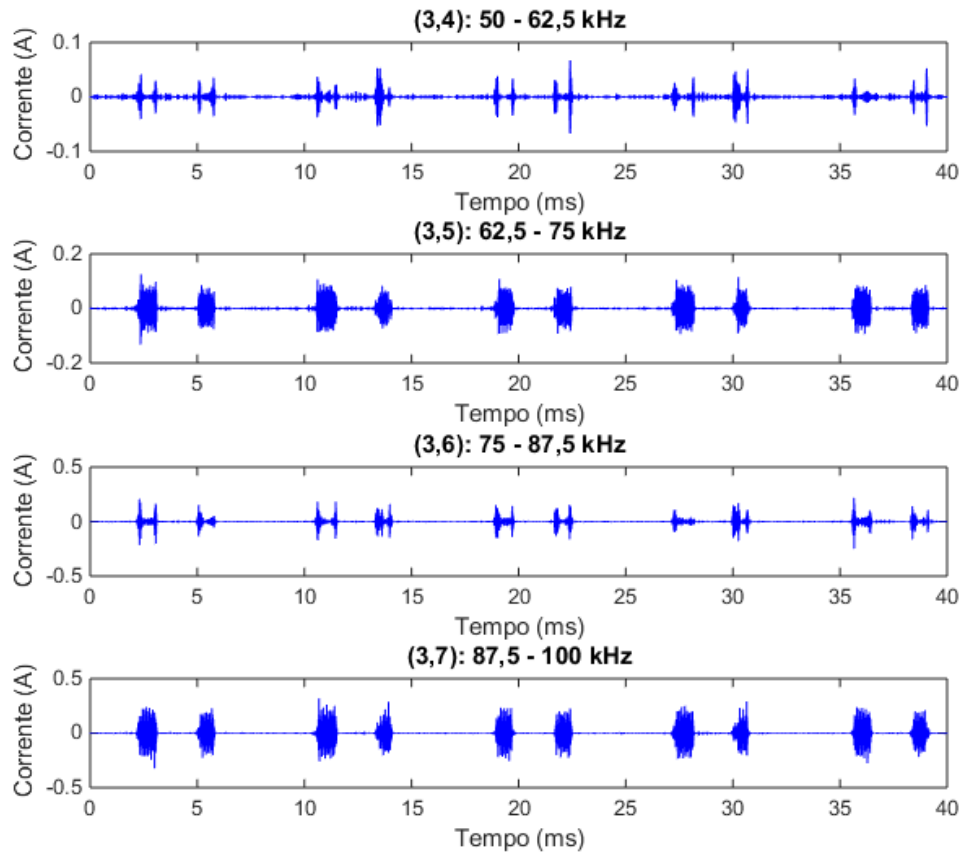 (3,4): 50 - 62,5 kHz
0.1
0
-0.1
Corrente (A)
0 5 10 15 20 25 30 35 40
Tempo (ms)
(3,5): 62,5 - 75 kHz
0.2
0
-0.2
Corrente (A)
0 5 10 15 20 25 30 35 40
Tempo (ms)
(3,6): 75 - 87,5 kHz
0.5
0
-0.5
Corrente (A)
0 5 10 15 20 25 30 35 40
Tempo (ms)
(3,7): 87,5 - 100 kHz
0.5
0
-0.5
Corrente (A)
0 5 10 15 20 25 30 35 40
Tempo (ms)